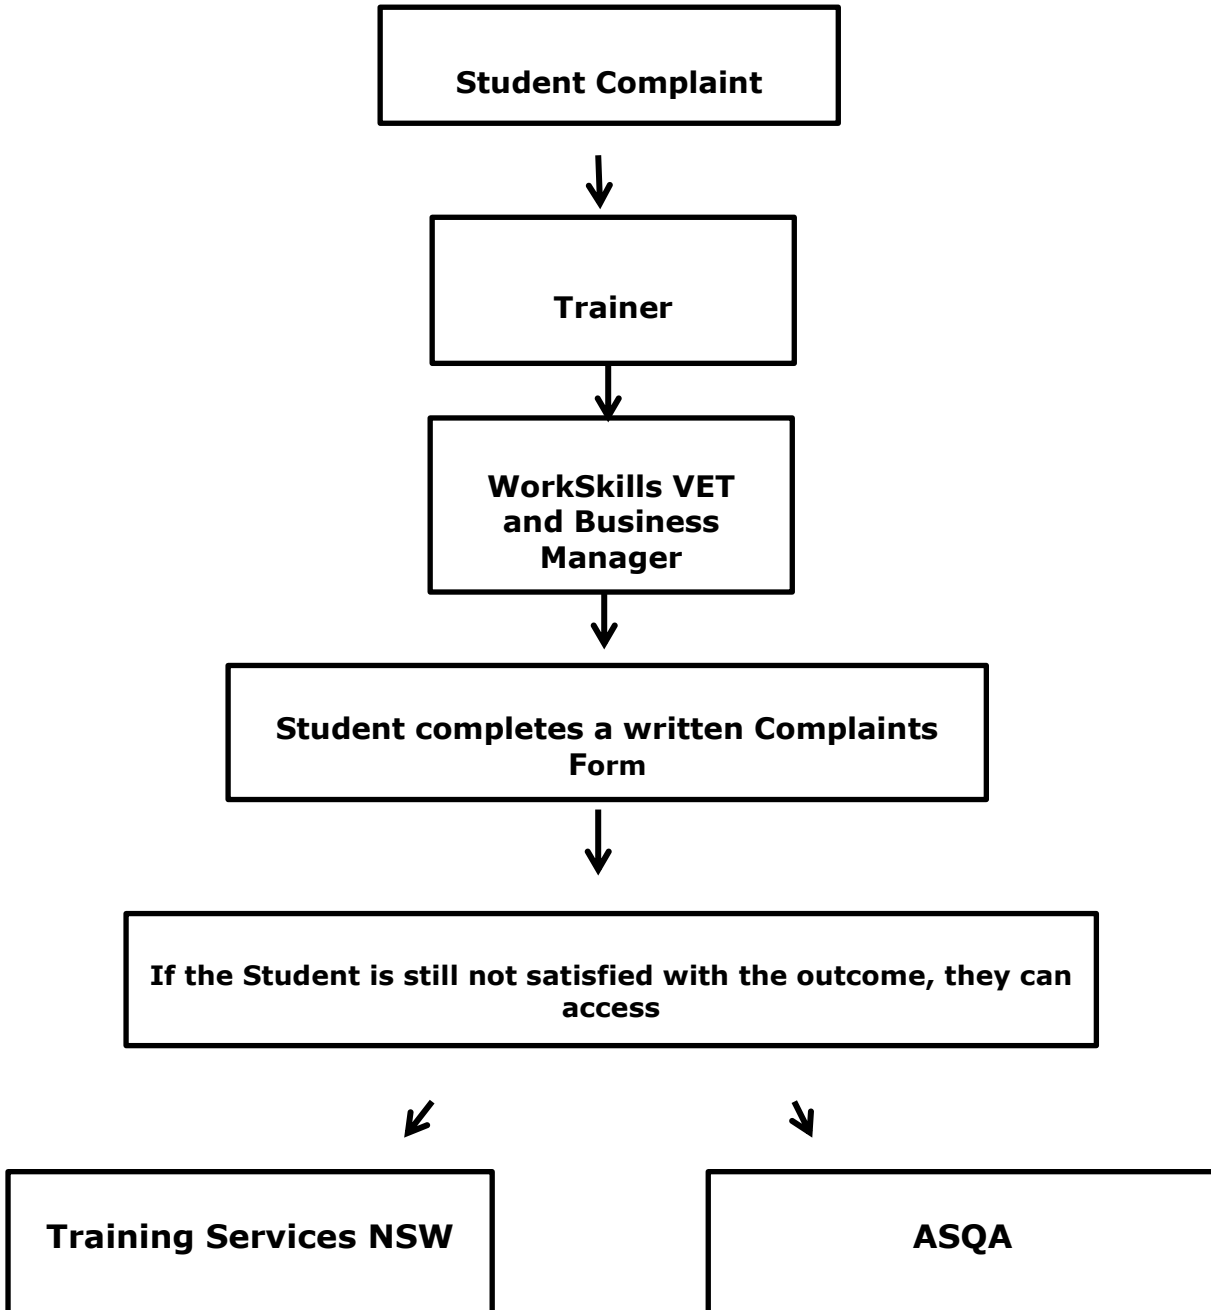 Student Complaint
Trainer
WorkSkills VET
and Business
Manager
Student completes a written Complaints
Form
If the Student is still not satisfied with the outcome, they can
access
Training Services NSW
ASQA